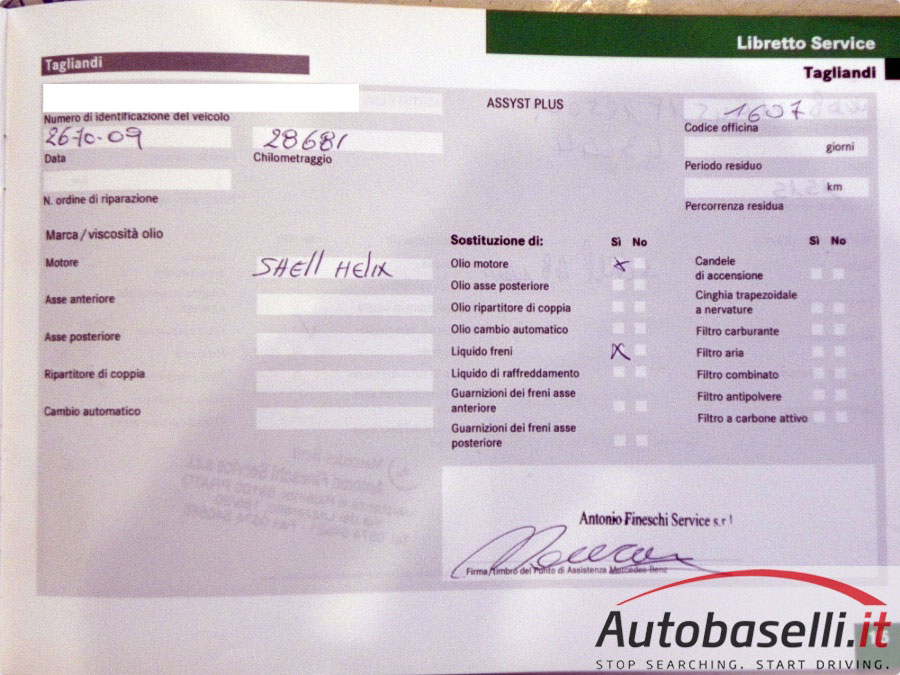 Libretto Service
Tagliandi
Tagliandi
Numero di identificazione del veicolo
ASSYST PLUS
1607
Codice officina
26-10-09
28681
Data
Chilometraggio
giorni
Periodo residuo
km
Percorrenza residua
N. ordine di riparazione
Marca/viscosità olio
Motore
SHEll HElix
Asse anteriore
Asse posteriore
Ripartitore di coppia
Cambio automatico
Sostituzione di: Sì No
Olio motore X
Olio asse posteriore
Olio ripartitore di coppia
Olio cambio automatico
Liquido freni X
Liquido di raffreddamento
Guarnizioni dei freni asse
anteriore
Guarnizioni dei freni asse
posteriore
Sì No
Candele
di accensione
Cinghia trapezoidale
a nervature
Filtro carburante
Filtro aria
Filtro combinato
Filtro antipolvere
Filtro a carbone attivo
Antonio Fineschi Service s.r.l
Firma/timbro del Punto di Assistenza Mercedes-Benz
Autobaselli.it
STOP SEARCHING. START DRIVING.